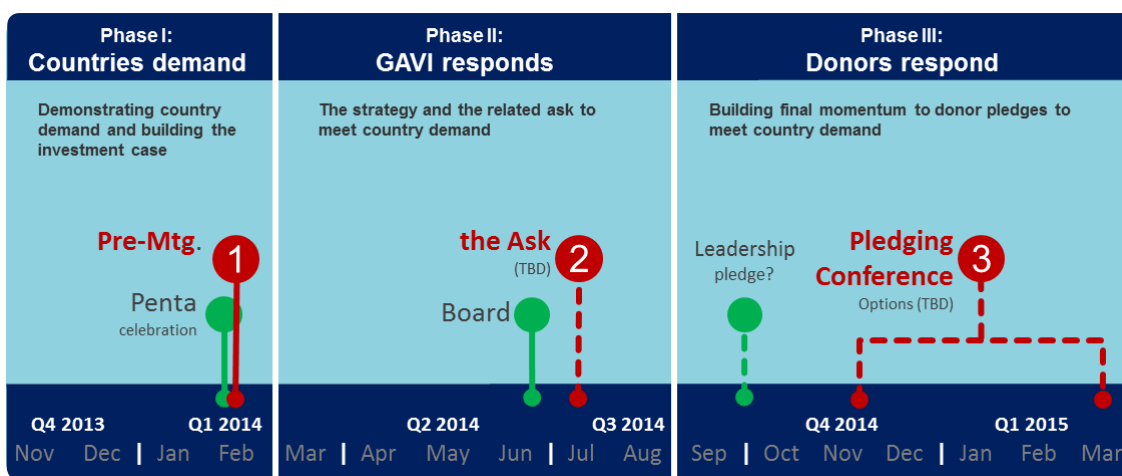 Phase I:
Countries demand
Demonstrating country
demand and building the
investment case
Pre-Mtg.
1
Penta
celebration
Phase II:
GAVI responds
The strategy and the related ask to
meet country demand
the Ask
(TBD)
2
Board
Phase III:
Donors respond
Building final momentum to donor pledges to
meet country demand
Leadership
pledge?
Pledging
Conference
Options (TBD)
3
Q4 2013 Q1 2014 Q2 2014 Q3 2014 Q4 2014 Q1 2015
Nov Dec | Jan Feb Mar | Apr May Jun | Jul Aug Sep | Oct Nov Dec | Jan Feb Mar